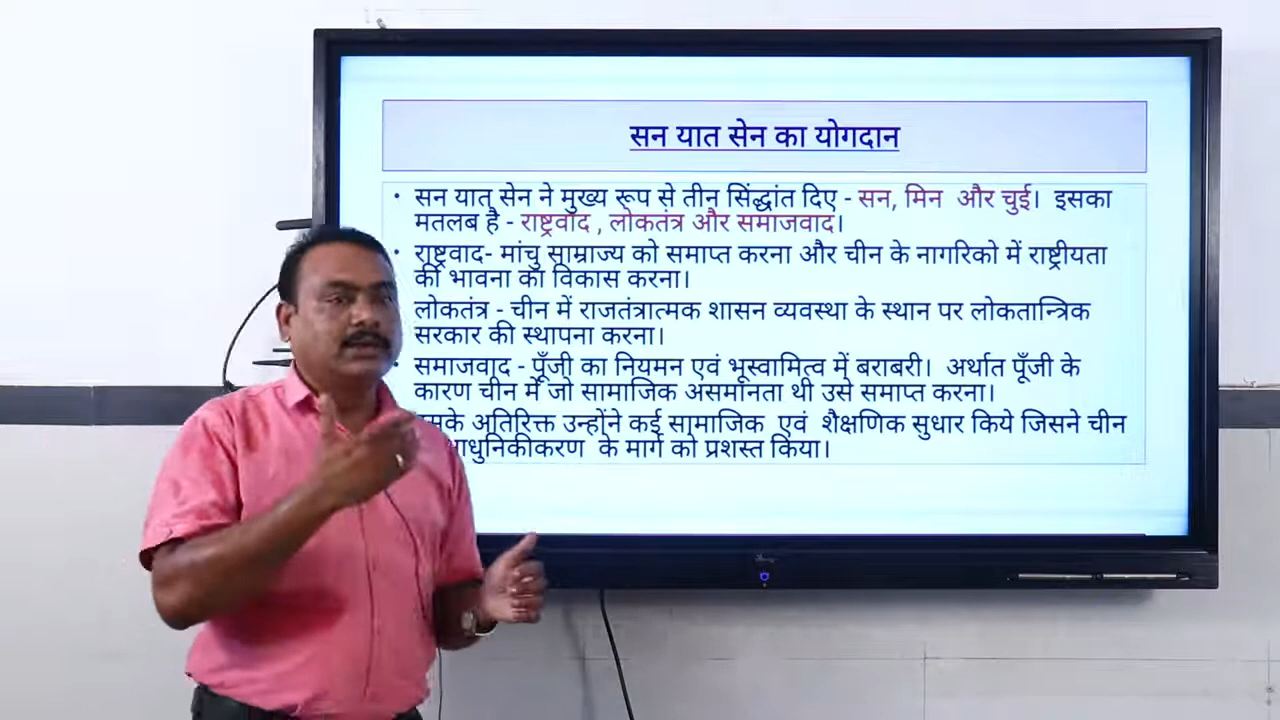 सन यात सेन का योगदान
• सन यात सेन ने मुख्य रूप से तीन सिंद्धांत दिए - सन, मिन और चुई। इसका
मतलब है - राष्ट्रवाद , लोकतंत्र और समाजवाद।
• राष्ट्रवाद- मांचु साम्राज्य को समाप्त करना और चीन के नागरिको में राष्ट्रीयता
की भावना का विकास करना।
लोकतंत्र - चीन में राजतंत्रात्मक शासन व्यवस्था के स्थान पर लोकतान्त्रिक
सरकार की स्थापना करना।
• समाजवाद - पूँजी का नियमन एवं भूस्वामित्व में बराबरी। अर्थात पूँजी के
कारण चीन में जो सामाजिक असमानता थी उसे समाप्त करना।
अतिरिक्त उन्होंने कई सामाजिक एवं शैक्षणिक सुधार किये जिसने चीन
के मार्ग को प्रशस्त किया।